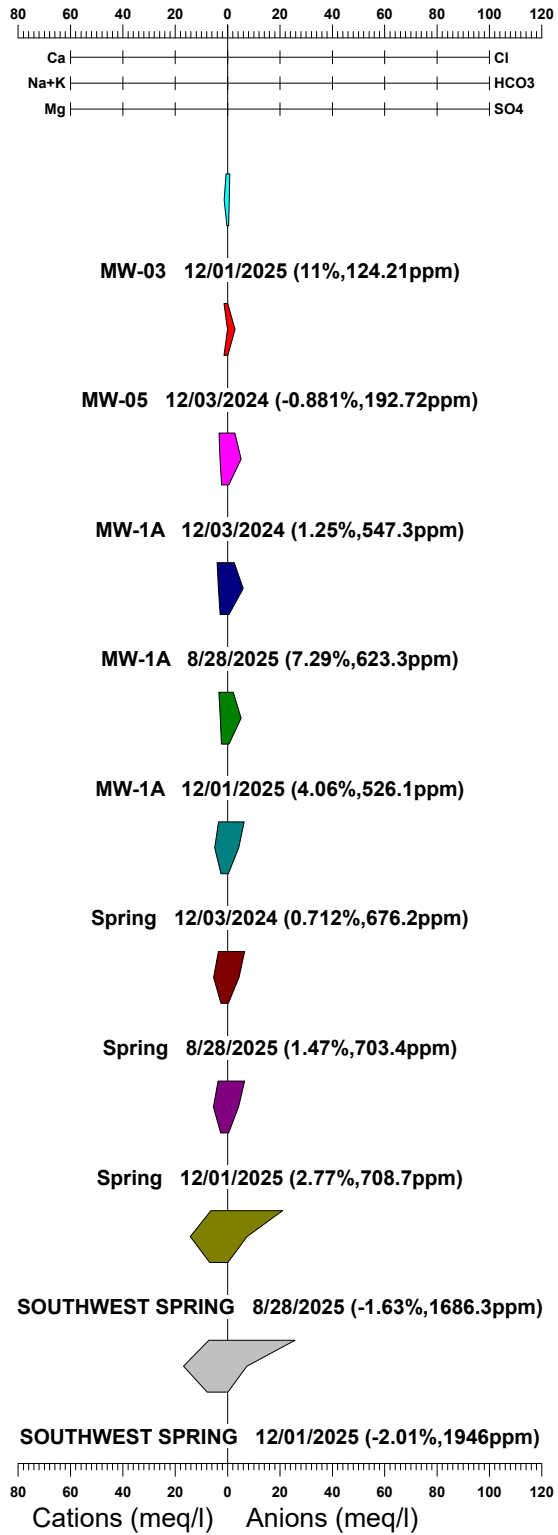 80 60 40 20 0 20 40 60 80 100 120
Ca Cl
Na+K HCO3
Mg SO4
MW-03 12/01/2025 (11%,124.21ppm)
MW-05 12/03/2024 (-0.881%,192.72ppm)
MW-1A 12/03/2024 (1.25%,547.3ppm)
MW-1A 8/28/2025 (7.29%,623.3ppm)
MW-1A 12/01/2025 (4.06%,526.1ppm)
Spring 12/03/2024 (0.712%,676.2ppm)
Spring 8/28/2025 (1.47%,703.4ppm)
Spring 12/01/2025 (2.77%,708.7ppm)
SOUTHWEST SPRING 8/28/2025 (-1.63%,1686.3ppm)
SOUTHWEST SPRING 12/01/2025 (-2.01%,1946ppm)
80 60 40 20 0 20 40 60 80 100 120
Cations (meq/l) Anions (meq/l)